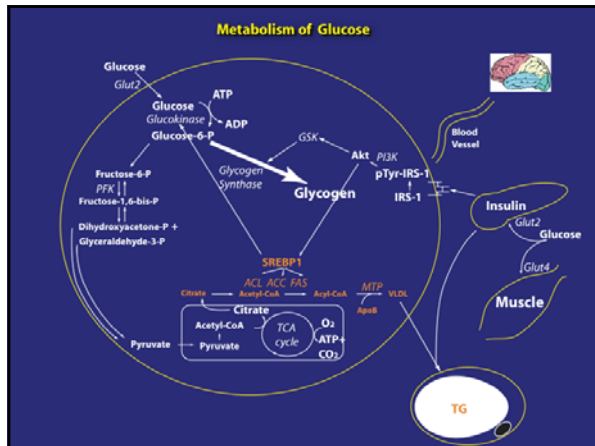 Metabolism of Glucose
Glucose
Glut2
Glucose
ATP
Glucokinase
ADP
Glucose-6-P
GSK
Akt
PI3K
Blood
Vessel
Fructose-6-P
PFK
Fructose-1,6-bis-P
Glycogen
Synthase
Glycogen
pTyr-IRS-1
IRS-1
Insulin
Glut2
Glucose
Glut4
Muscle
Dihydroxyacetone-P +
Glyceraldehyde-3-P
SREBP1
ACL ACC FAS
Citrate
Acetyl-CoA
Acyl-CoA
MTP
VLDL
ApoB
Citrate
Acetyl-CoA
TCA
cycle
O2
ATP+
CO2
Pyruvate
Pyruvate
TG